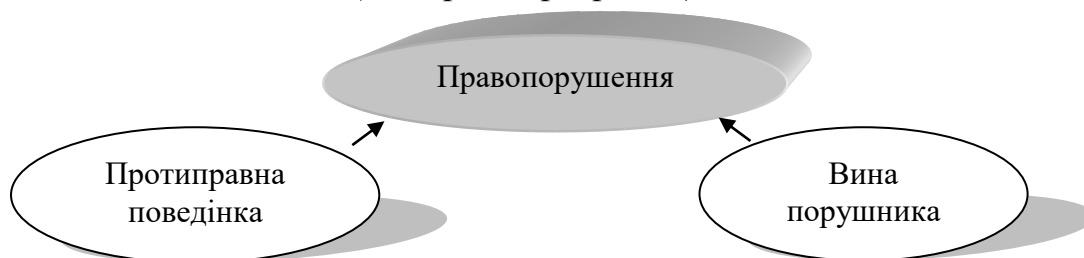 Правопорушення
Протиправна
поведінка
Вина
порушника